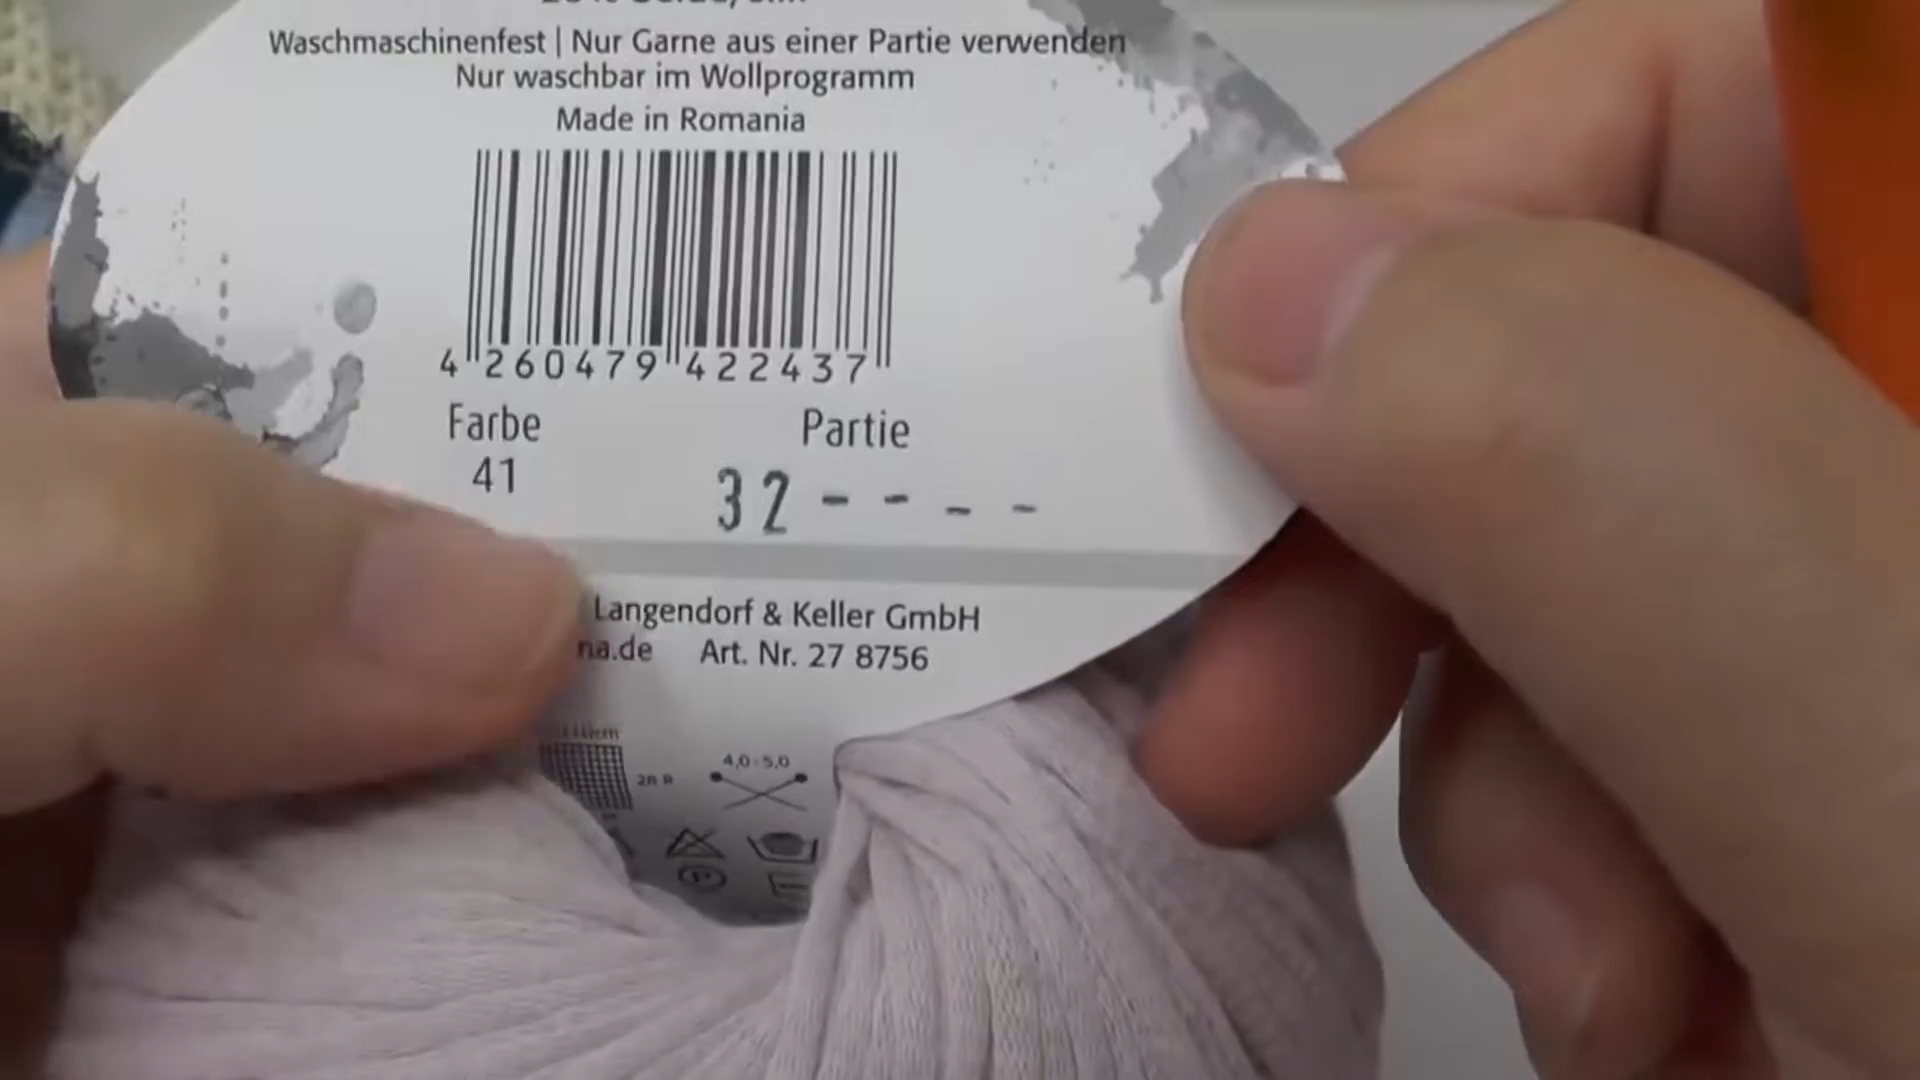 Waschmaschinenfest | Nur Garne aus einer Partie verwenden
Nur waschbar im Wollprogramm
Made in Romania
4 260479 422437
Farbe Partie
41 32 - - - -
Langendorf & Keller GmbH
na.de Art. Nr. 27 8756
4,0-5,0
28 R